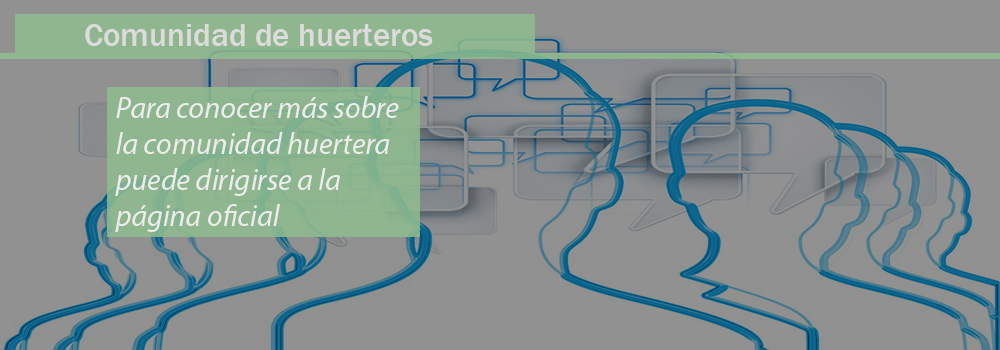 Comunidad de huerteros
Para conocer más sobre
la comunidad huertera
puede dirigirse a la
página oficial